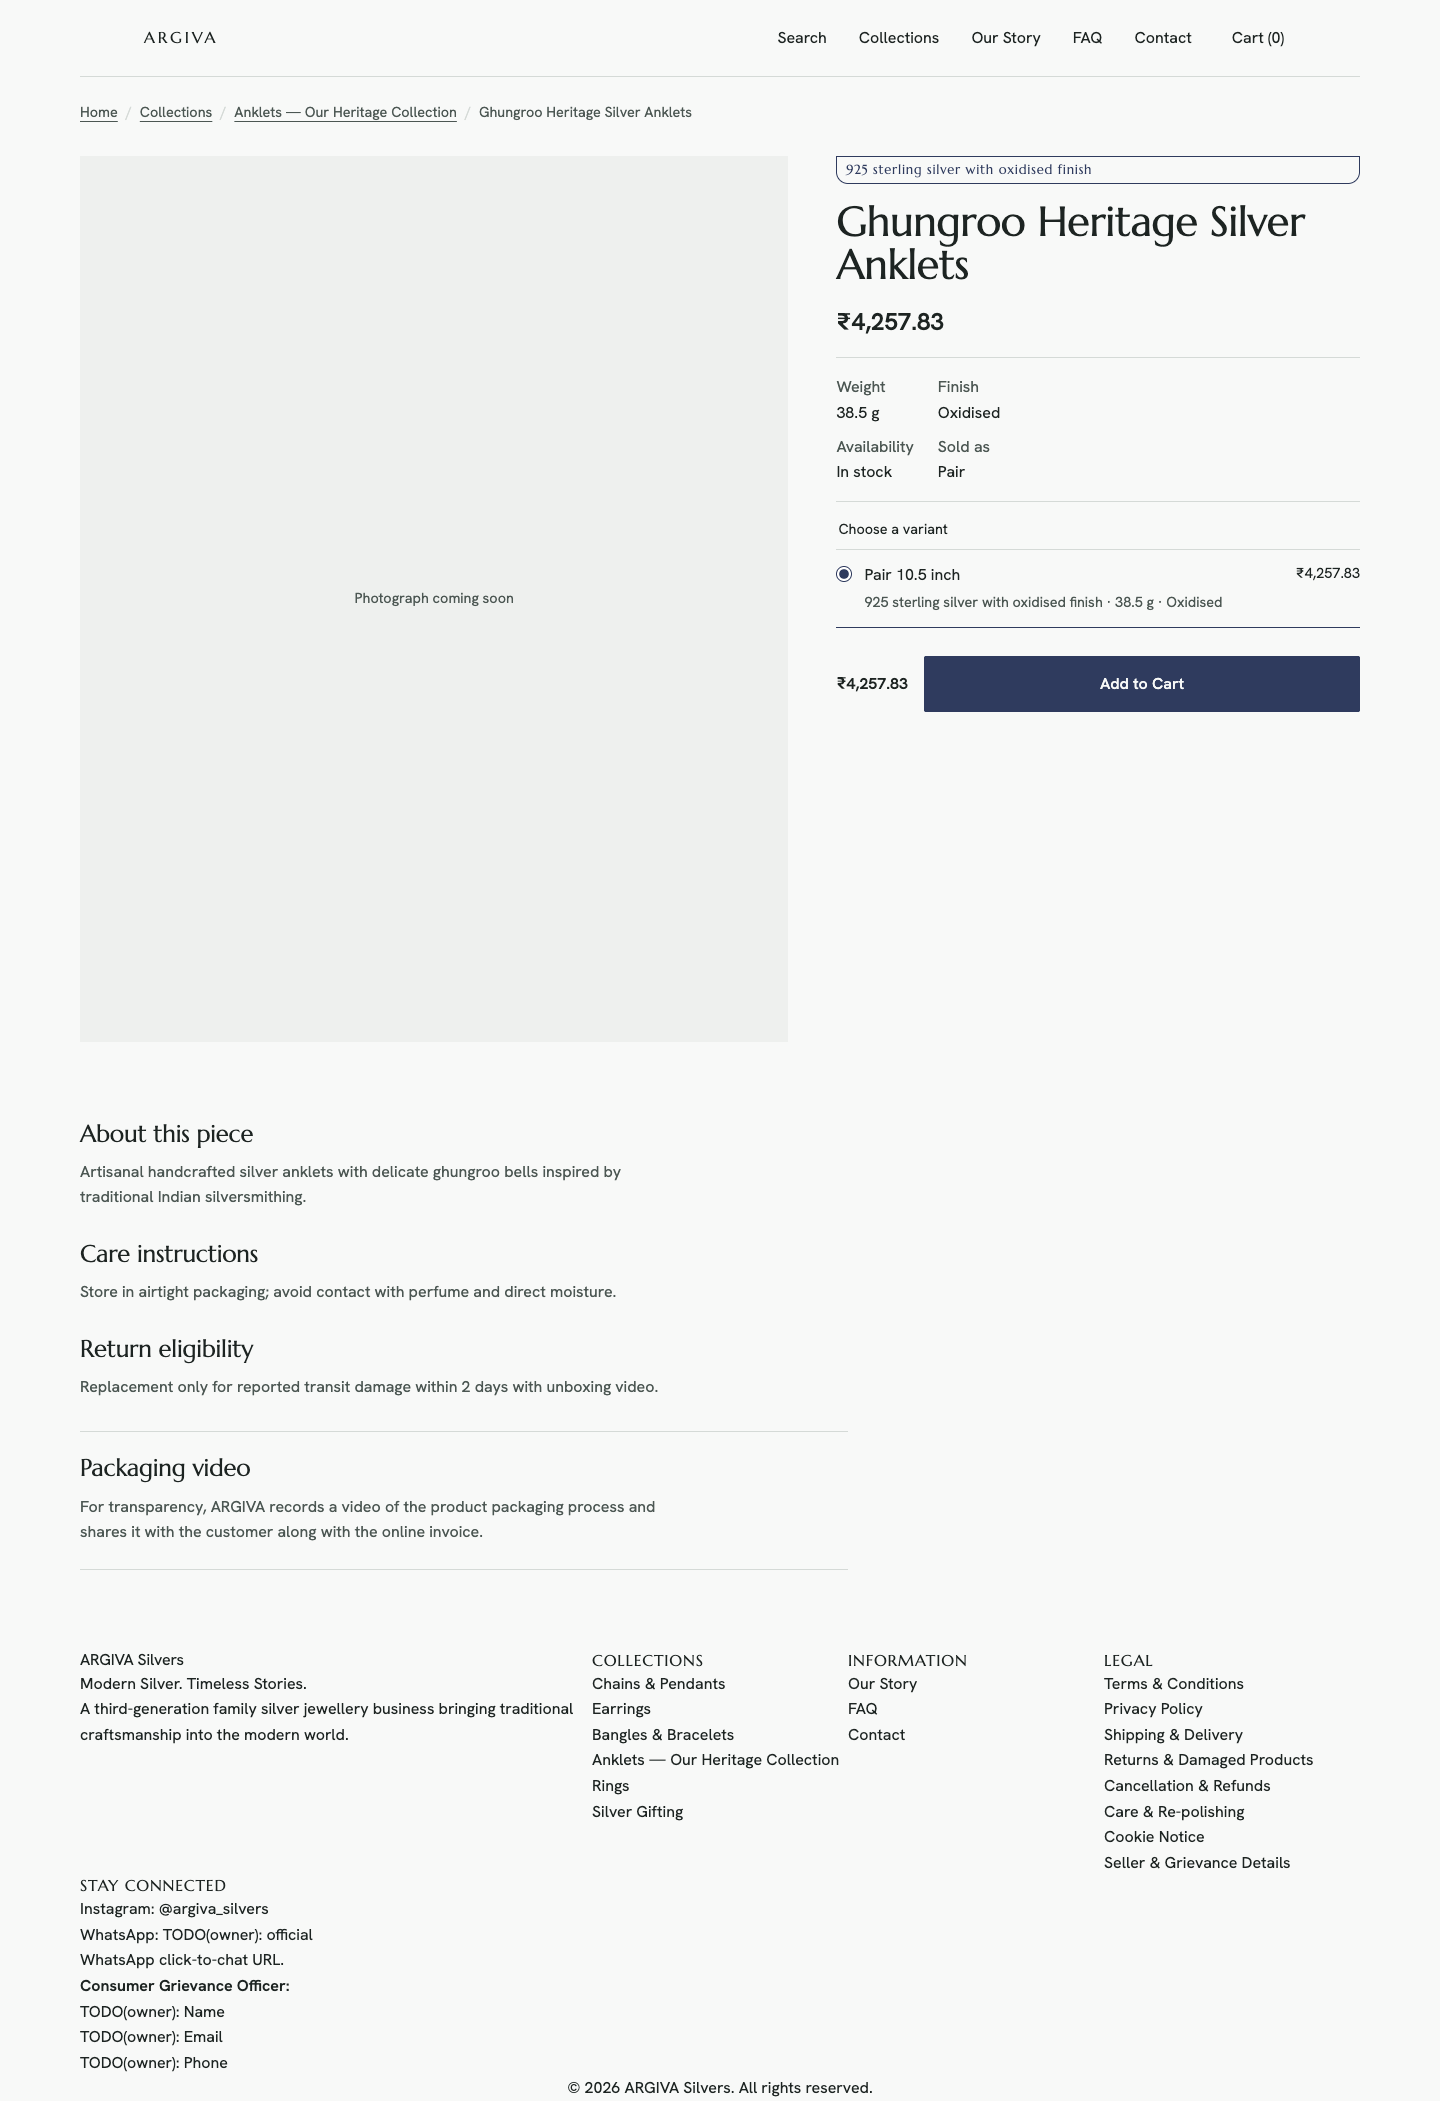 ARGIVA
Search Collections Our Story FAQ Contact Cart (0)
Home / Collections / Anklets — Our Heritage Collection / Ghungroo Heritage Silver Anklets
Photograph coming soon
925 sterling silver with oxidised finish
Ghungroo Heritage Silver
Anklets
₹4,257.83
Weight Finish
38.5 g Oxidised
Availability Sold as
In stock Pair
Choose a variant
Pair 10.5 inch ₹4,257.83
925 sterling silver with oxidised finish · 38.5 g · Oxidised
₹4,257.83 Add to Cart
About this piece
Artisanal handcrafted silver anklets with delicate ghungroo bells inspired by
traditional Indian silversmithing.
Care instructions
Store in airtight packaging; avoid contact with perfume and direct moisture.
Return eligibility
Replacement only for reported transit damage within 2 days with unboxing video.
Packaging video
For transparency, ARGIVA records a video of the product packaging process and
shares it with the customer along with the online invoice.
ARGIVA Silvers
Modern Silver. Timeless Stories.
A third-generation family silver jewellery business bringing traditional
craftsmanship into the modern world.
COLLECTIONS
Chains & Pendants
Earrings
Bangles & Bracelets
Anklets — Our Heritage Collection
Rings
Silver Gifting
INFORMATION
Our Story
FAQ
Contact
LEGAL
Terms & Conditions
Privacy Policy
Shipping & Delivery
Returns & Damaged Products
Cancellation & Refunds
Care & Re-polishing
Cookie Notice
Seller & Grievance Details
STAY CONNECTED
Instagram: @argiva_silvers
WhatsApp: TODO(owner): official
WhatsApp click-to-chat URL.
Consumer Grievance Officer:
TODO(owner): Name
TODO(owner): Email
TODO(owner): Phone
© 2026 ARGIVA Silvers. All rights reserved.